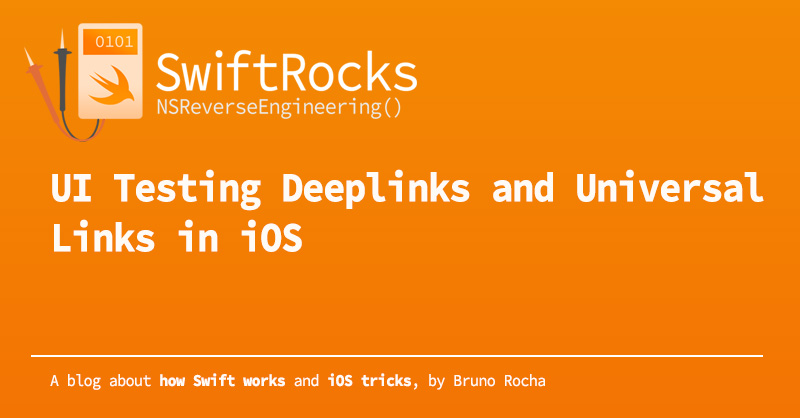 0101
SwiftRocks
NSReverseEngineering()
UI Testing Deeplinks and Universal
Links in iOS
A blog about how Swift works and iOS tricks, by Bruno Rocha